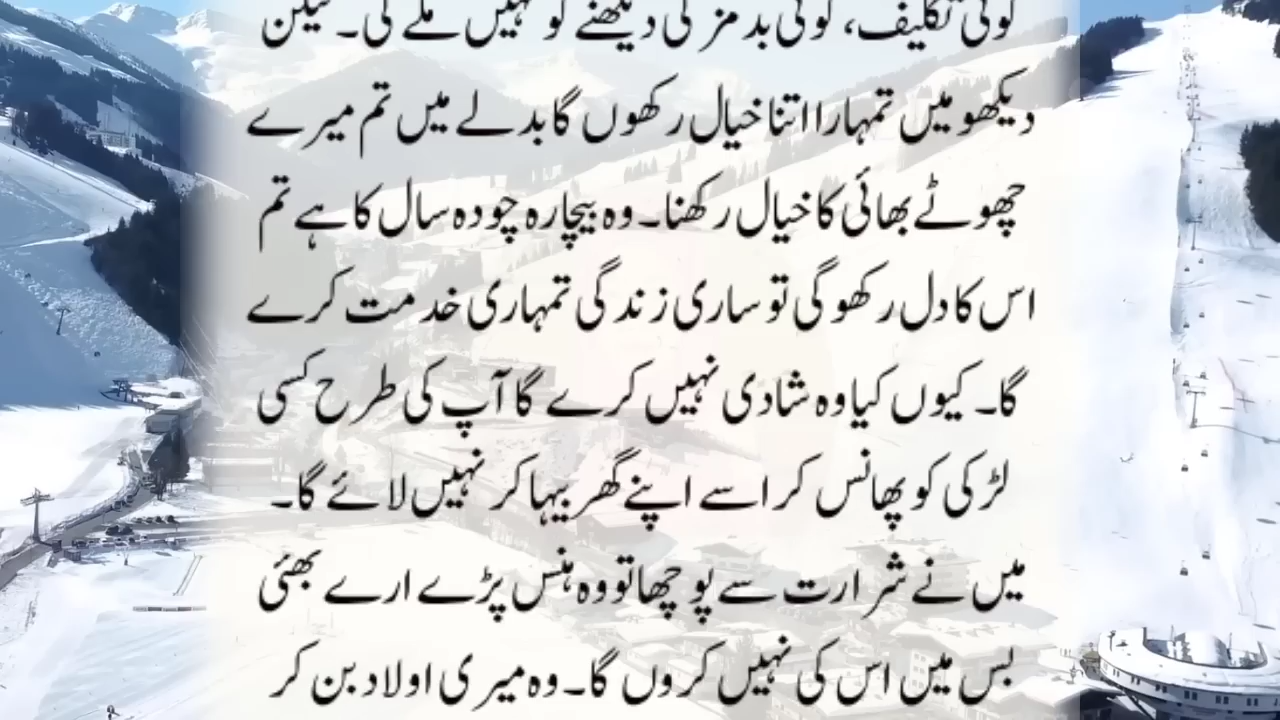 کوئی تکلیف، کوئی بدمزگی دیکھنے کو نہیں ملے گی۔ لیکن
دیکھو میں تمہارا اتنا خیال رکھوں گا بدلے میں تم میرے
چھوٹے بھائی کا خیال رکھنا۔ وہ بیچارہ چودہ سال کا ہے تم
اس کا دل رکھو گی تو ساری زندگی تمہاری خدمت کرے
گا۔ کیوں کیا وہ شادی نہیں کرے گا آپ کی طرح کسی
لڑکی کو پھانس کر اسے اپنے گھر بیہا کر نہیں لائے گا۔
میں نے شرارت سے پوچھا تو وہ ہنس پڑے ارے بھئی
بس میں اس کی نہیں کروں گا۔ وہ میری اولاد بن کر